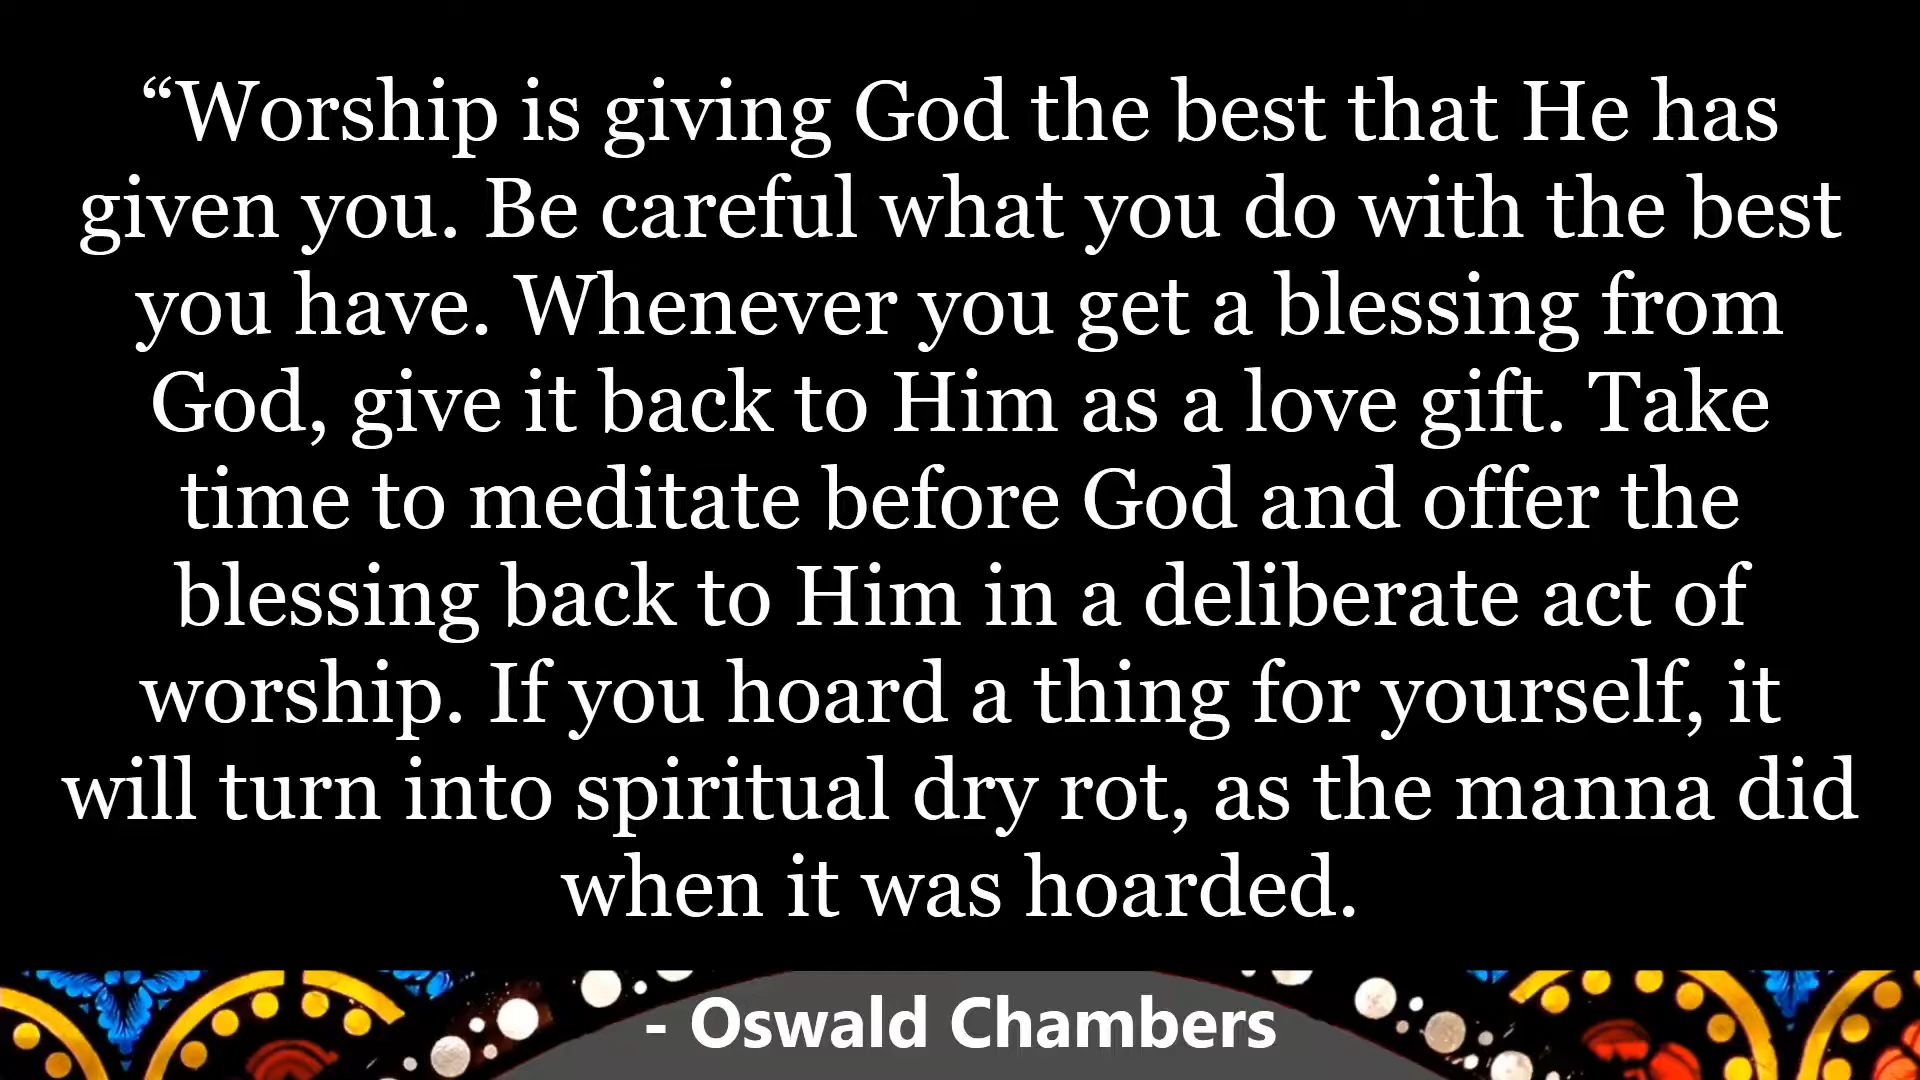 “Worship is giving God the best that He has
given you. Be careful what you do with the best
you have. Whenever you get a blessing from
God, give it back to Him as a love gift. Take
time to meditate before God and offer the
blessing back to Him in a deliberate act of
worship. If you hoard a thing for yourself, it
will turn into spiritual dry rot, as the manna did
when it was hoarded.
- Oswald Chambers